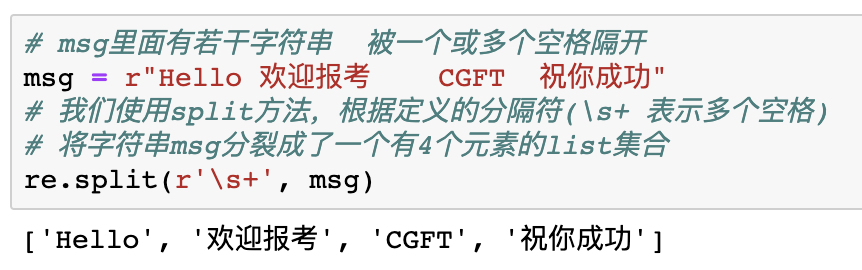 # msg里面有若干字符串  被一个或多个空格隔开
msg = r"Hello 欢迎报考    CGFT  祝你成功"
# 我们使用split方法，根据定义的分隔符(\s+ 表示多个空格)
# 将字符串msg分裂成了一个有4个元素的list集合
re.split(r'\s+', msg)
['Hello', '欢迎报考', 'CGFT', '祝你成功']